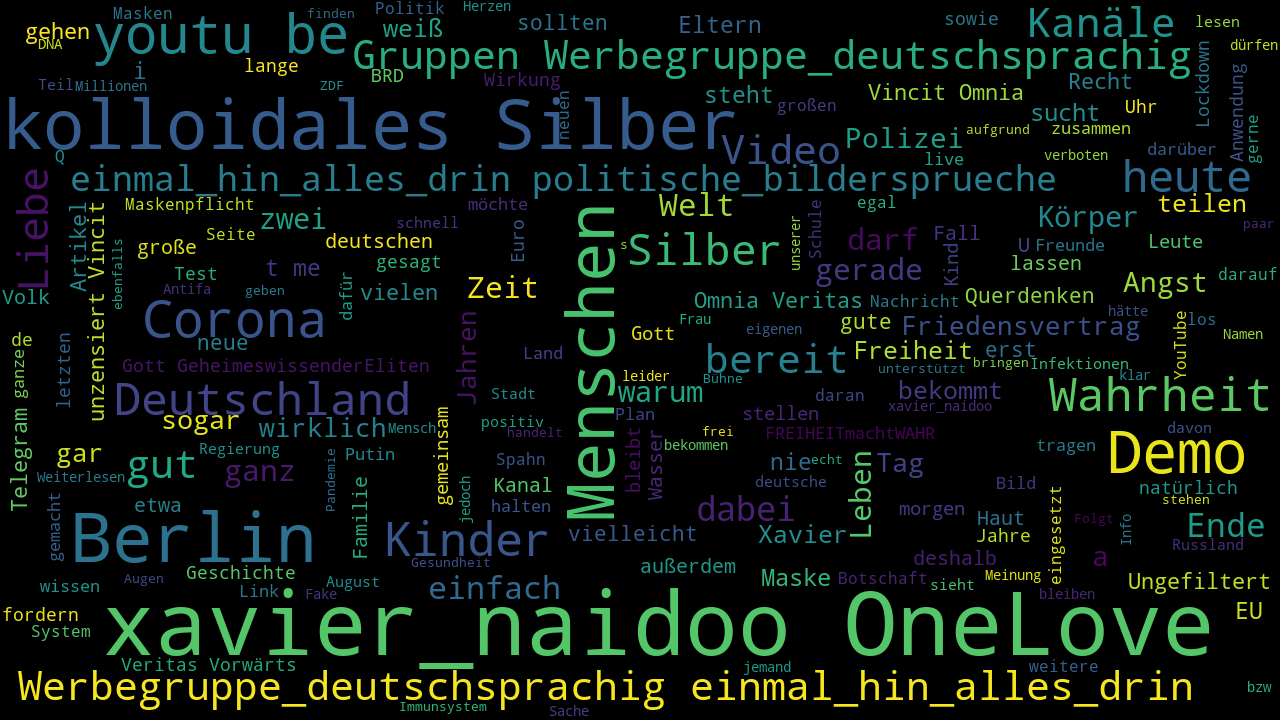 Masken
Politik
Herzen
finden
gehen
DNA
youtu be
weiß
sollten
Eltern
sowie
Kanäle
lesen
dürfen
i
lange
BRD
Gruppen Werbegruppe_deutschsprachig
Teil
Millionen
ZDF
Wirkung
neuen
steht
großen
Vincit Omnia
Recht
sucht
Uhr
Lockdown
Anwendung
gerne
kolloidales Silber
Video
Polizei
aufgrund
zusammen
live
verboten
darüber
Q
einmal_hin_alles_drin politische_bildersprueche
heute
Liebe
Artikel
unzensiert Vincit
Maskenpflicht
zwei
schnell
möchte
Menschen
Welt
egal
Körper
teilen
paar
große
Seite
deutschen
Euro
s
Silber
unserer
Schule
darf
Fall
Kind
U
Freunde
Leute
ebenfalls
Test
t me
gesagt
gerade
lassen
darauf
Volk
Antifa
geben
dafür
vielen
Zeit
Omnia Veritas
Nachricht
Querdenken
Angst
Corona
neue
Gott
Frau
eigenen
gute
Friedensvertrag
hätte
YouTube
los
Namen
de
ganze
letzten
Gott GeheimeswissenderEliten
Jahren
Land
bereit
Freiheit
erst
unterstützt
bringen
Infektionen
klar
Deutschland
Stadt
leider
Bühne
warum
daran
bekommt
xavier_naidoo
Wahrheit
Telegram
sogar
wirklich
Mensch
gemeinsam
positiv
handelt
Plan
stellen
frei
FREIHEITmachtWAHR
davon
gar
Weiterlesen
gut
Regierung
ganz
Pandemie
Putin
Spahn
bleibt
Wasser
bekommen
nie
echt
Leben
Tag
tragen
Demo
gemacht
etwa
Familie
Kanal
jedoch
halten
deutsche
dabei
morgen
Bild
natürlich
stehen
Berlin
Kinder
vielleicht
Xavier
Haut
Jahre
eingesetzt
Folgt
a
Info
Ende
Russland
wissen
Augen
Geschichte
Gesundheit
außerdem
deshalb
Link
Fake
August
einfach
Maske
Botschaft
sieht
Meinung
bleiben
Ungefiltert
fordern
System
xavier_naidoo OneLove
EU
Veritas Vorwärts
jemand
weitere
Werbegruppe_deutschsprachig einmal_hin_alles_drin
bzw
Immunsystem
Sache